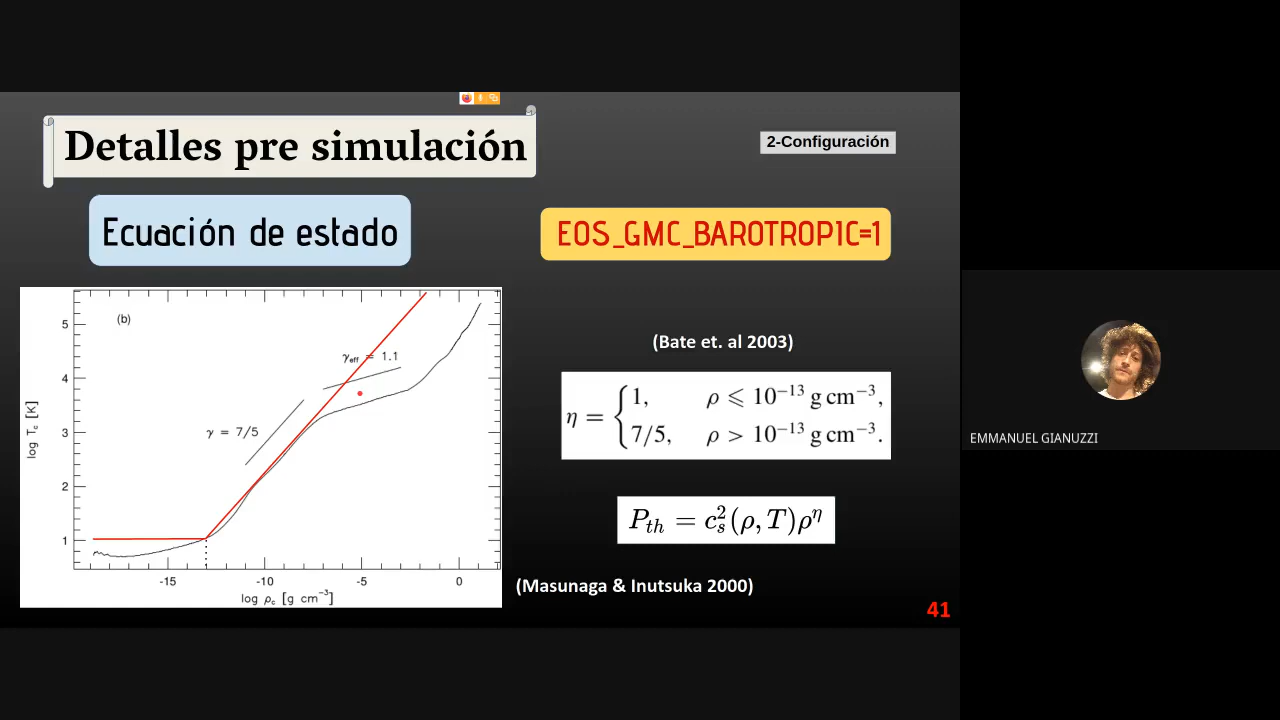 Detalles pre simulación
2-Configuración
Ecuación de estado
EOS_GMC_BAROTROPIC=1
(b)
5
4
3
2
1
log T_c [K]
γ_eff = 1.1
γ = 7/5
-15 -10 -5 0
log ρ_c [g cm⁻³]
(Bate et. al 2003)
η = { 1, ρ ⩽ 10⁻¹³ g cm⁻³,
7/5, ρ > 10⁻¹³ g cm⁻³.
P_th = c_s²(ρ, T)ρ^η
(Masunaga & Inutsuka 2000)
41
EMMANUEL GIANUZZI